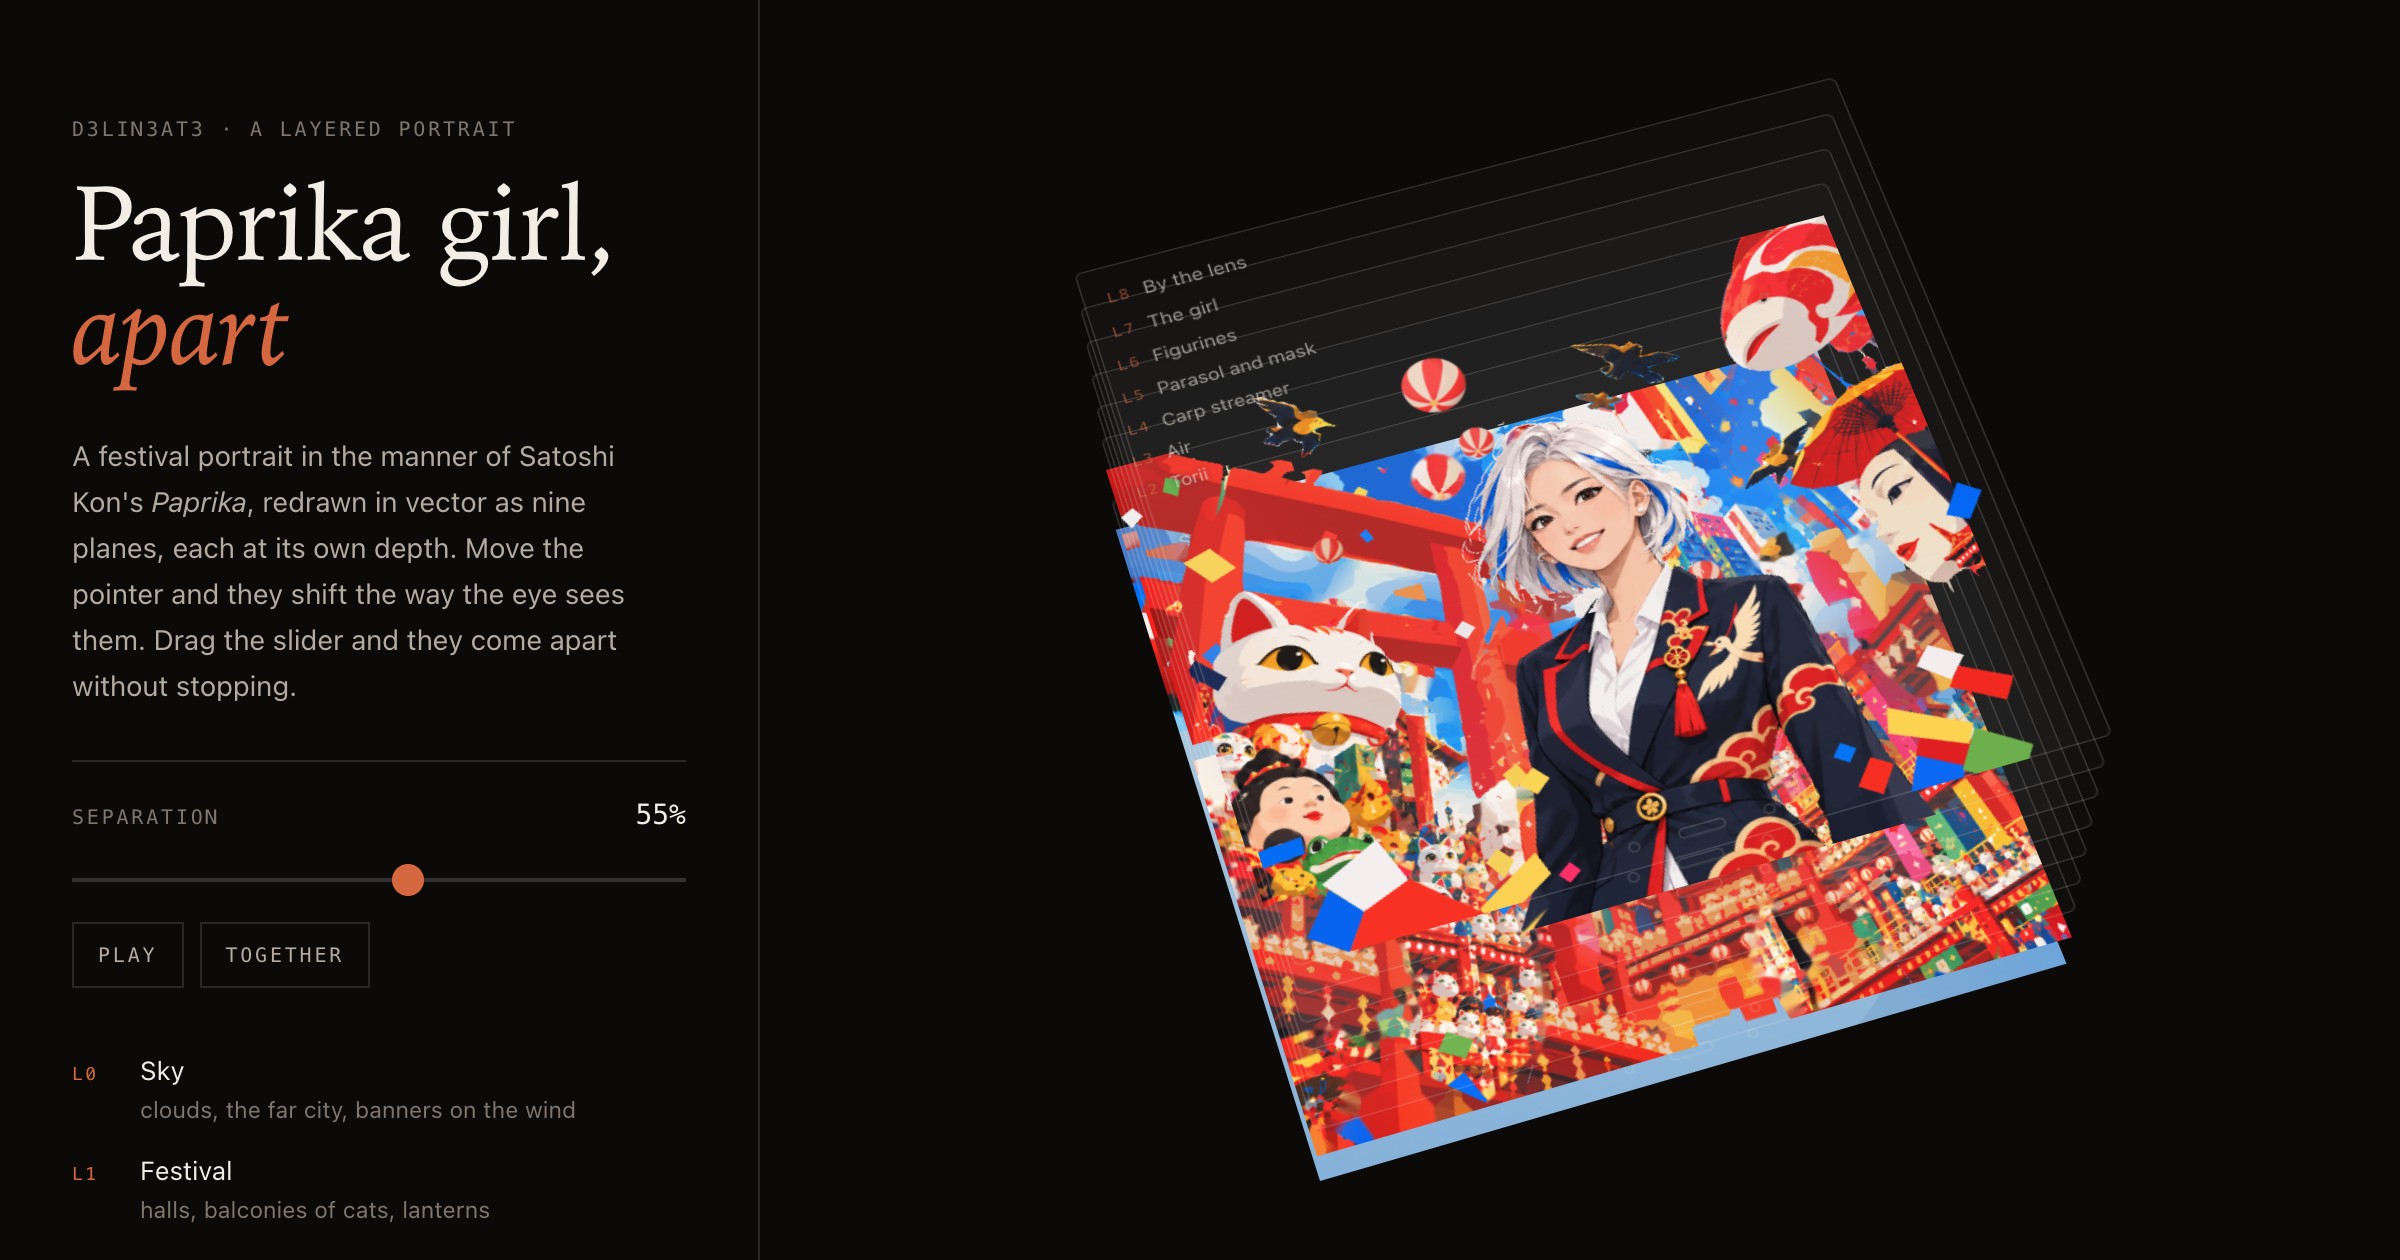 D3LIN3AT3 · A LAYERED PORTRAIT
Paprika girl,
apart
A festival portrait in the manner of Satoshi
Kon's Paprika, redrawn in vector as nine
planes, each at its own depth. Move the
pointer and they shift the way the eye sees
them. Drag the slider and they come apart
without stopping.
SEPARATION 55%
PLAY TOGETHER
L0 Sky
clouds, the far city, banners on the wind
L1 Festival
halls, balconies of cats, lanterns
L8 By the lens
L7 The girl
L6 Figurines
L5 Parasol and mask
L4 Carp streamer
L3 Air
L2 Torii